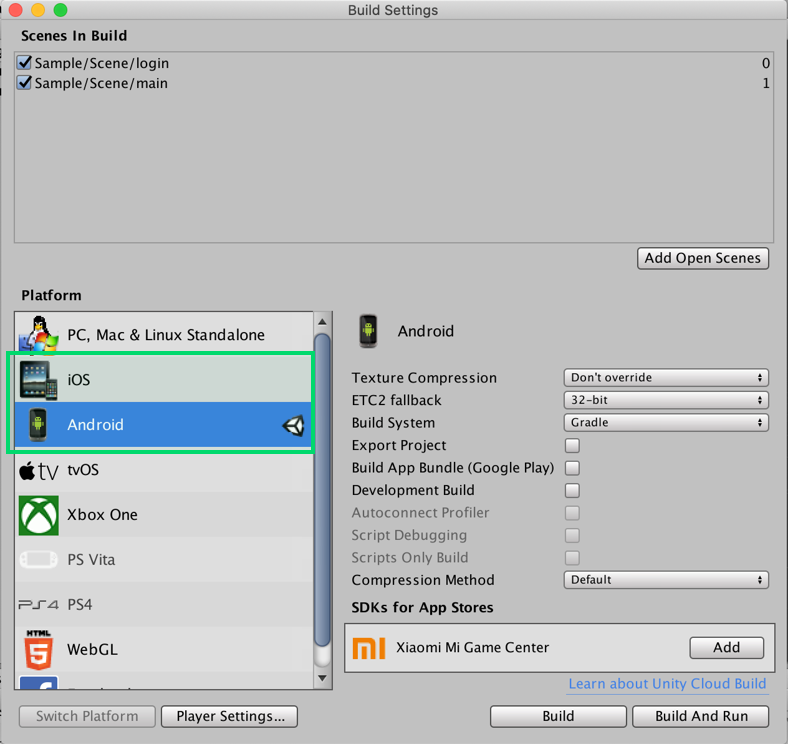 Build Settings
Scenes In Build
Sample/Scene/login 0
Sample/Scene/main 1
Add Open Scenes
Platform
PC, Mac & Linux Standalone
iOS
Android
tvOS
Xbox One
PS Vita
PS4
HTML
5
WebGL
Android
Texture Compression Don't override
ETC2 fallback 32-bit
Build System Gradle
Export Project
Build App Bundle (Google Play)
Development Build
Autoconnect Profiler
Script Debugging
Scripts Only Build
Compression Method Default
SDKs for App Stores
Xiaomi Mi Game Center Add
Learn about Unity Cloud Build
Switch Platform Player Settings... Build Build And Run